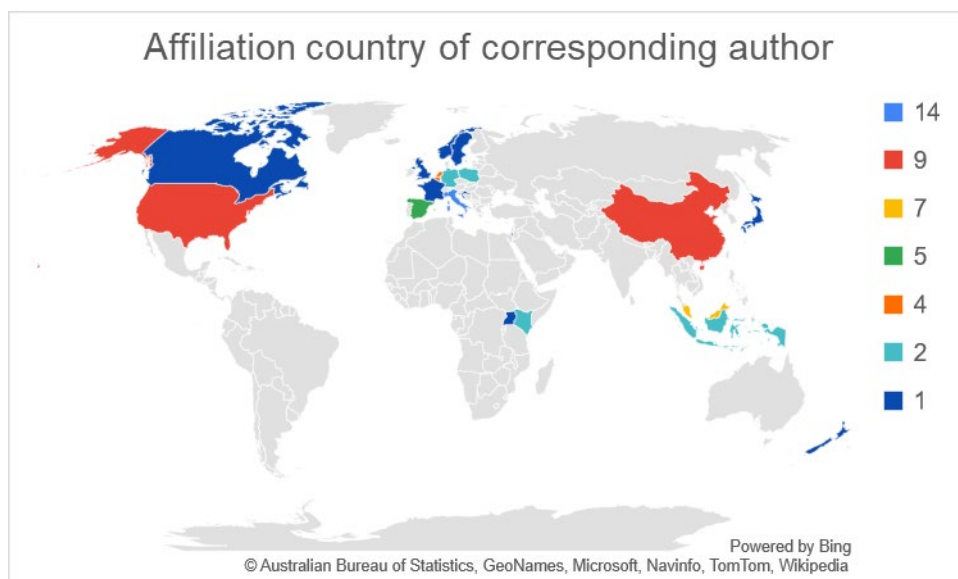 Affiliation country of corresponding author
14
9
7
5
4
2
1
Powered by Bing
© Australian Bureau of Statistics, GeoNames, Microsoft, Navinfo, TomTom, Wikipedia